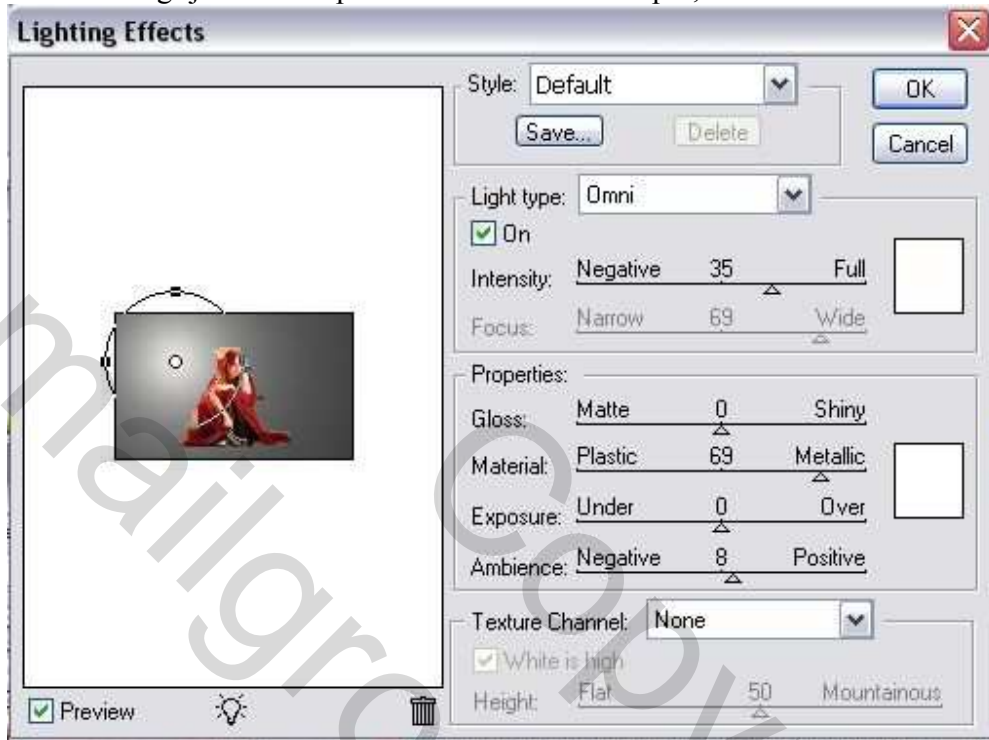 Lighting Effects
Style: Default
OK
Save...
Delete
Cancel
Light type: Omni
On
Intensity: Negative 35 Full
Focus: Narrow 69 Wide
Properties:
Gloss: Matte 0 Shiny
Material: Plastic 69 Metallic
Exposure: Under 0 Over
Ambience: Negative 8 Positive
Texture Channel: None
White is high
Height: Flat 50 Mountainous
Preview